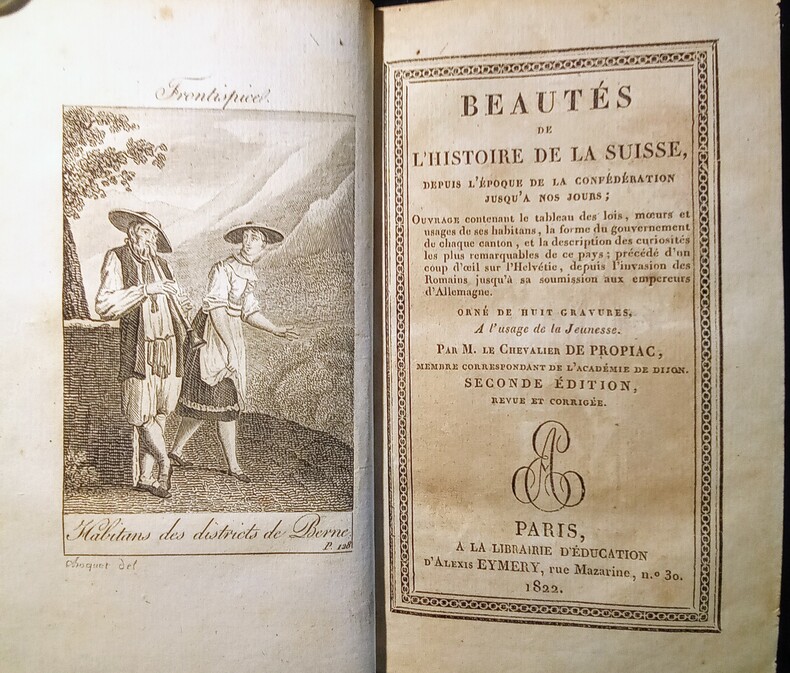 Frontispice.
Habitans des districts de Berne
P. 128
del
BEAUTÉS
DE
L'HISTOIRE DE LA SUISSE,
DEPUIS L'ÉPOQUE DE LA CONFÉDÉRATION
JUSQU'A NOS JOURS;
OUVRAGE contenant le tableau des lois, mœurs et
usages de ses habitans, la forme du gouvernement
de chaque canton, et la description des curiosités
les plus remarquables de ce pays; précédé d'un
coup d'œil sur l'Helvétie, depuis l'invasion des
Romains jusqu'à sa soumission aux empereurs
d'Allemagne.
ORNÉ DE HUIT GRAVURES,
A l'usage de la Jeunesse.
PAR M. LE CHEVALIER DE PROPIAC,
MEMBRE CORRESPONDANT DE L'ACADÉMIE DE DIJON.
SECONDE ÉDITION,
REVUE ET CORRIGÉE.
AE
PARIS,
A LA LIBRAIRIE D'ÉDUCATION
D'ALEXIS EYMERY, rue Mazarine, n.º 30.
1822.